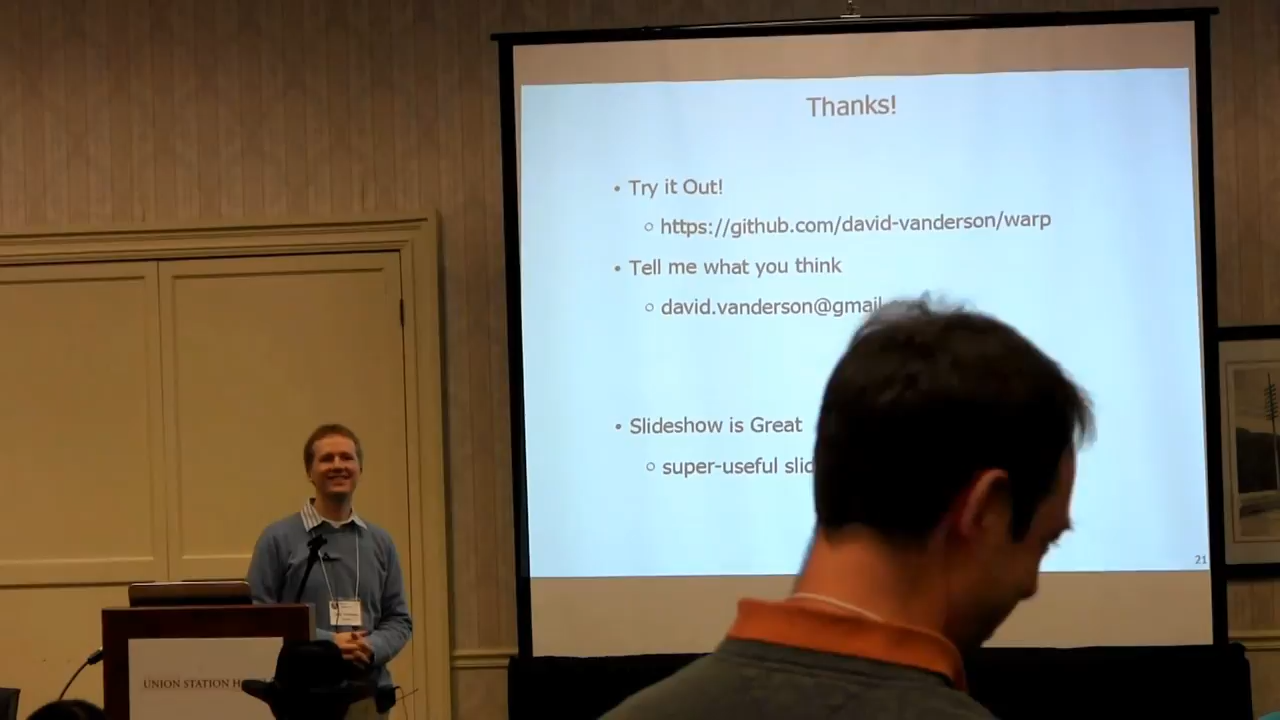 Thanks!
• Try it Out!
○ https://github.com/david-vanderson/warp
• Tell me what you think
○ david.vanderson@gmail
• Slideshow is Great
○ super-useful
21
UNION STATION